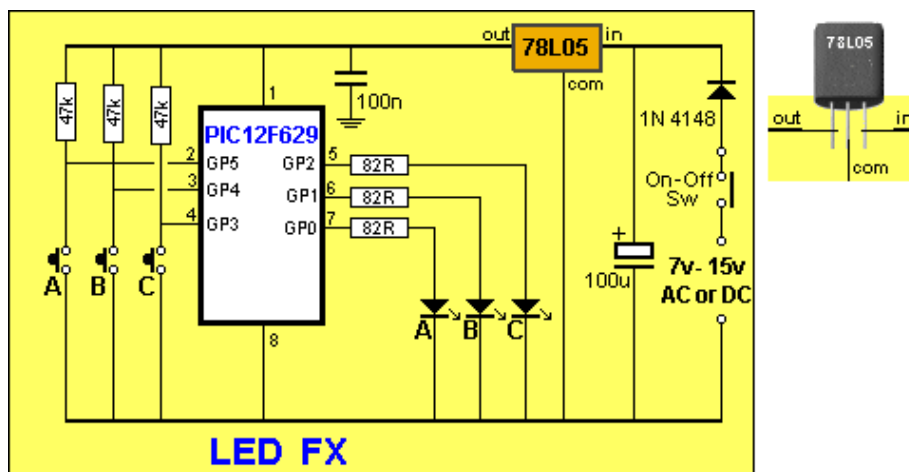 out
78L05
in
com
78L05
out
in
com
47k
47k
47k
1
100n
1N 4148
PIC12F629
2
GP5
GP2
5
82R
3
GP4
GP1
6
82R
4
GP3
GP0
7
82R
On-Off
Sw
A
B
C
+
100u
7v- 15v
AC or DC
A
B
C
8
LED FX